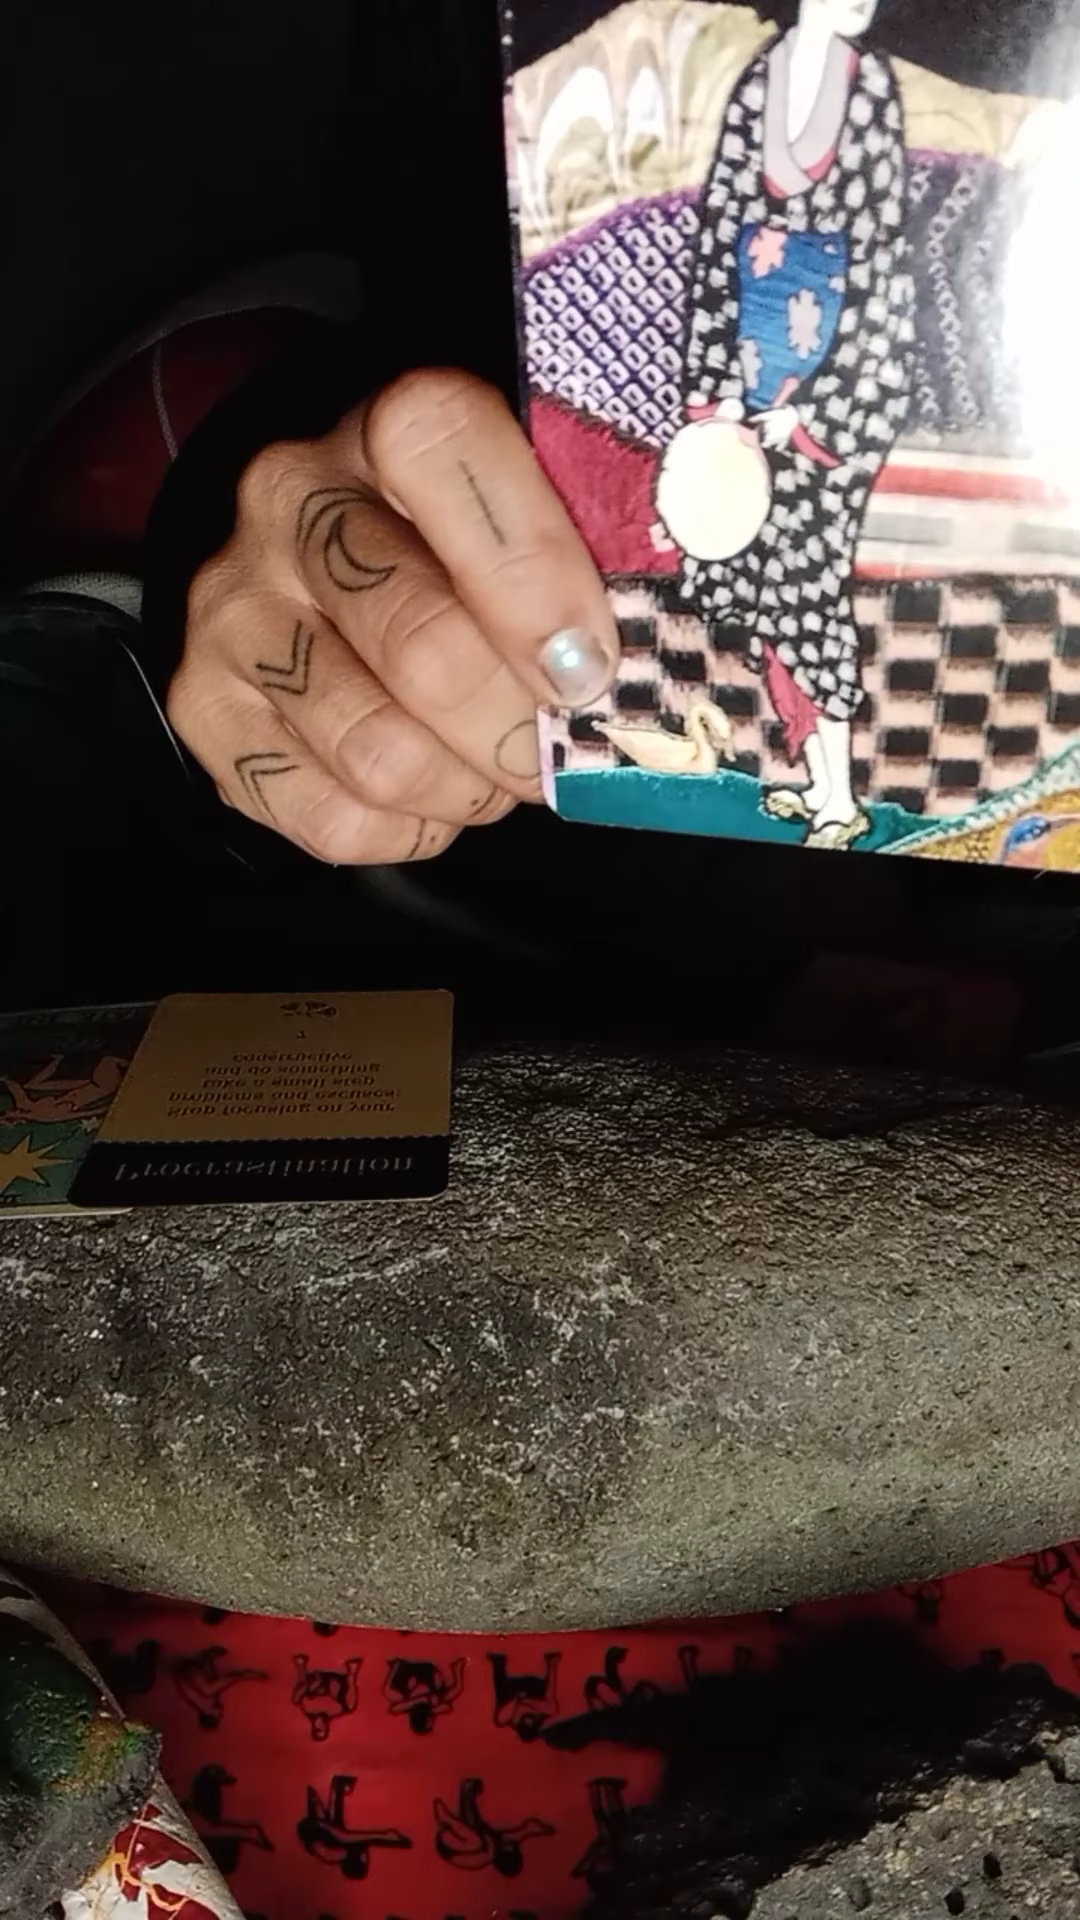 Procrastination
Stop focusing on your
problems and excuses:
take a small step
and do something
constructive